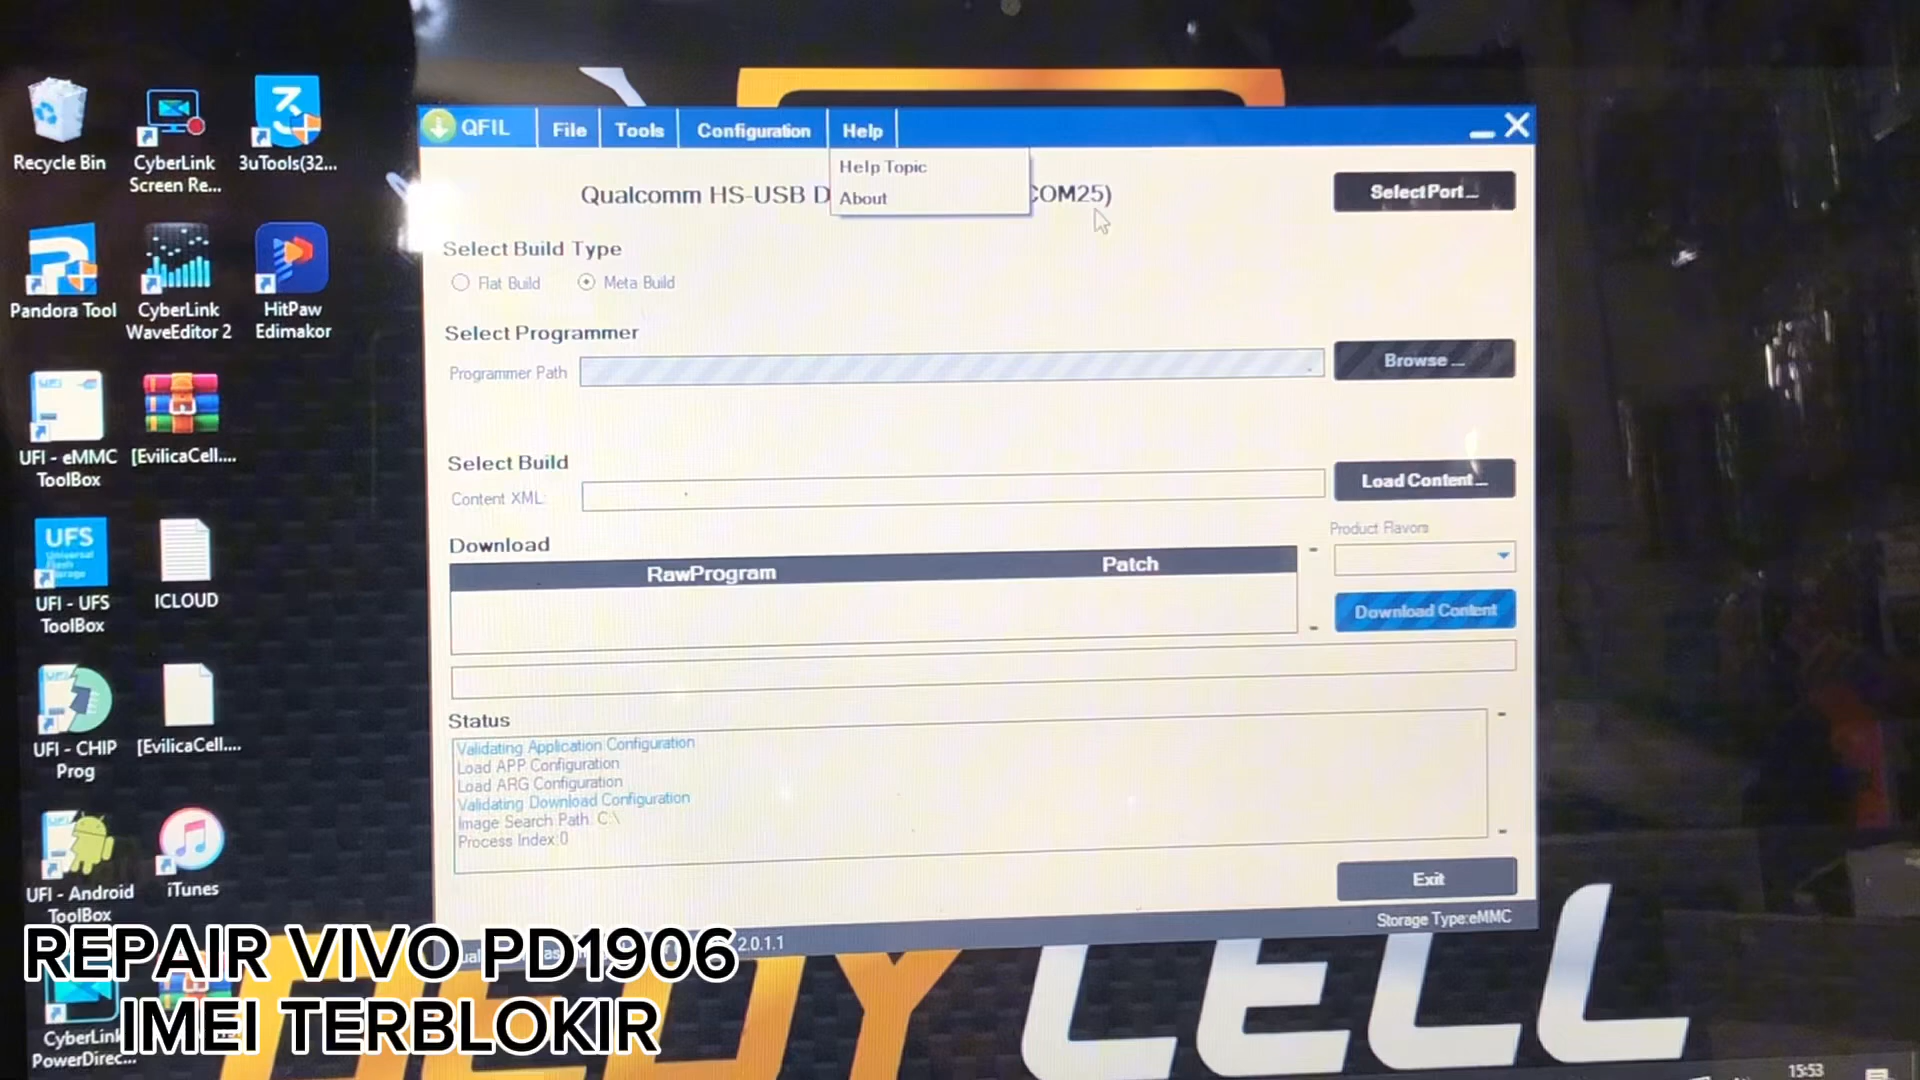 Recycle Bin
CyberLink
Screen Re...
3uTools(32...
Pandora Tool
CyberLink
WaveEditor 2
HitPaw
Edimakor
UFI - eMMC
ToolBox
[EvilicaCell....
UFS
Universal
Flash
Storage
UFI - UFS
ToolBox
ICLOUD
UFI - CHIP
Prog
[EvilicaCell....
UFI - Android
ToolBox
iTunes
CyberLink
PowerDirec...
QFIL
File
Tools
Configuration
Help
Help Topic
About
Qualcomm HS-USB D
COM25)
Select Port ...
Select Build Type
Flat Build
Meta Build
Select Programmer
Programmer Path
Browse ...
Select Build
Content XML:
Load Content ...
Product Flavors
Download
RawProgram
Patch
Download Content
Status
Validating Application Configuration
Load APP Configuration
Load ARG Configuration
Validating Download Configuration
Image Search Path: C:\
Process Index:0
Exit
2.0.1.1
Storage Type:eMMC
CELL
REPAIR VIVO PD1906
IMEI TERBLOKIR
15:53